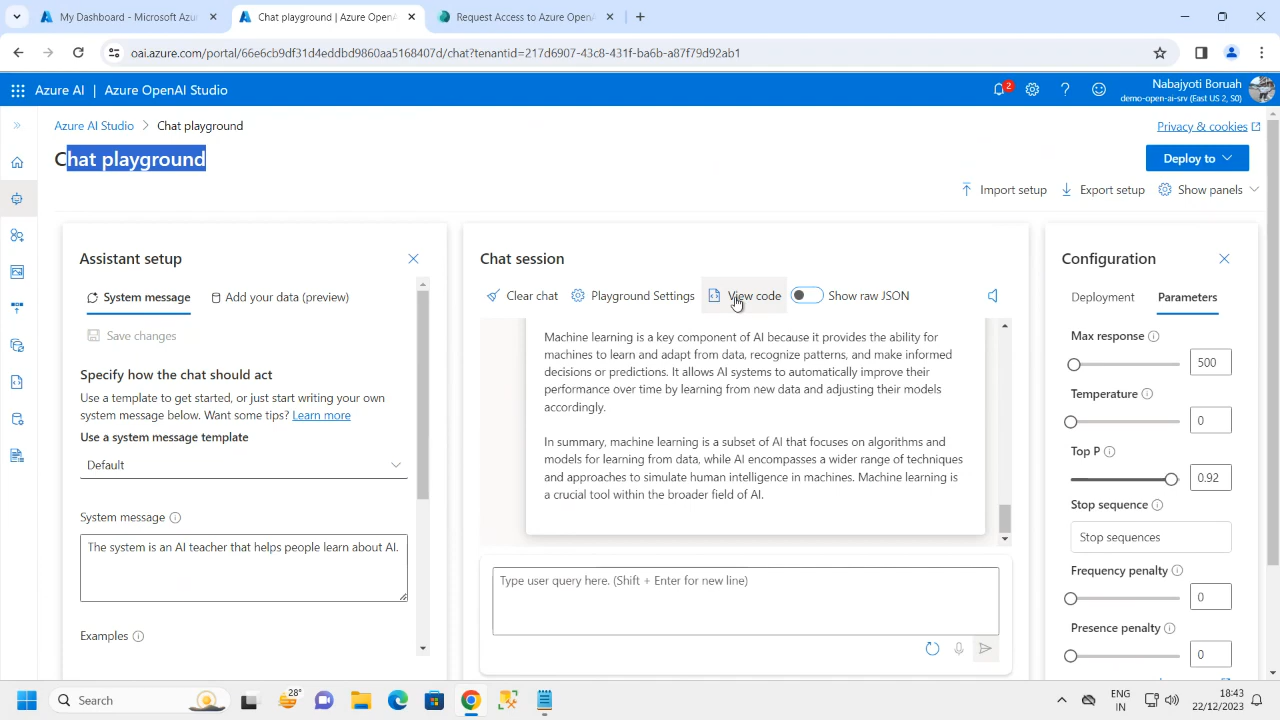 My Dashboard - Microsoft Azur
Chat playground | Azure OpenA
Request Access to Azure OpenA
oai.azure.com/portal/66e6cb9df31d4eddbd9860aa5168407d/chat?tenantid=217d6907-43c8-431f-ba6b-a87f79d92ab1
Azure AI | Azure OpenAI Studio
2
Nabajyoti Boruah
demo-open-ai-srv (East US 2, S0)
Azure AI Studio > Chat playground
Privacy & cookies
Chat playground
Deploy to
Import setup
Export setup
Show panels
Assistant setup
System message
Add your data (preview)
Save changes
Specify how the chat should act
Use a template to get started, or just start writing your own
system message below. Want some tips? Learn more
Use a system message template
Default
System message
The system is an AI teacher that helps people learn about AI.
Examples
Chat session
Clear chat
Playground Settings
View code
Show raw JSON
Machine learning is a key component of AI because it provides the ability for
machines to learn and adapt from data, recognize patterns, and make informed
decisions or predictions. It allows AI systems to automatically improve their
performance over time by learning from new data and adjusting their models
accordingly.
In summary, machine learning is a subset of AI that focuses on algorithms and
models for learning from data, while AI encompasses a wider range of techniques
and approaches to simulate human intelligence in machines. Machine learning is
a crucial tool within the broader field of AI.
Type user query here. (Shift + Enter for new line)
Configuration
Deployment
Parameters
Max response
500
Temperature
0
Top P
0.92
Stop sequence
Stop sequences
Frequency penalty
0
Presence penalty
0
Search
28°
ENG
IN
18:43
22/12/2023